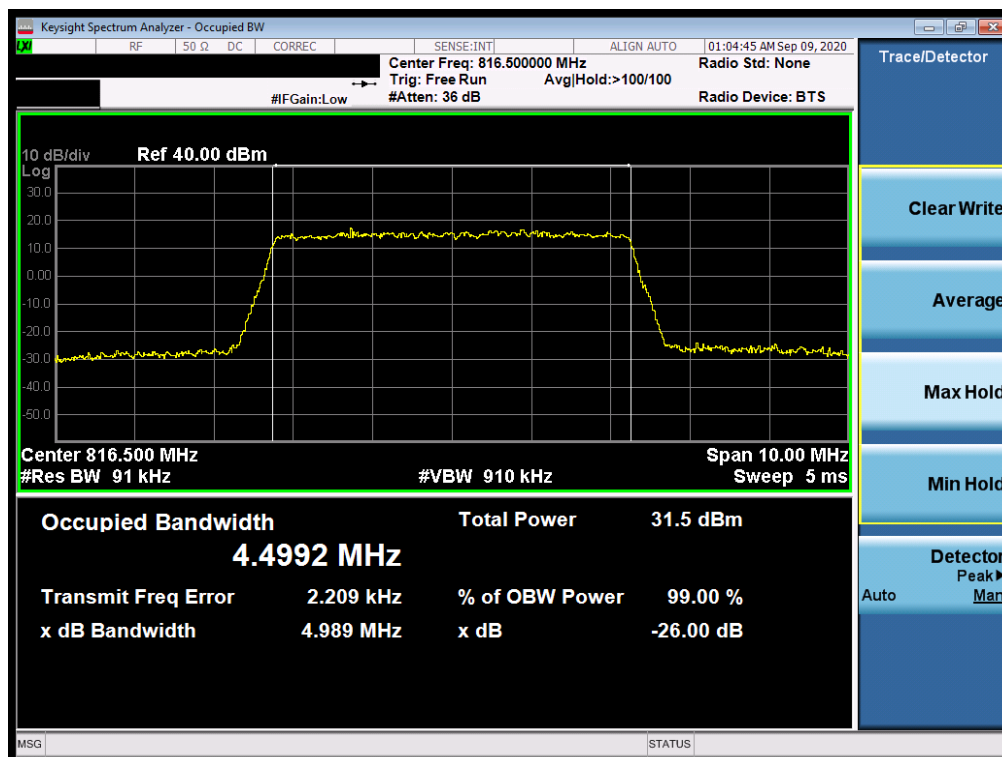 Keysight Spectrum Analyzer - Occupied BW
LXI RF 50 Ω DC CORREC SENSE:INT ALIGN AUTO 01:04:45 AM Sep 09, 2020
Center Freq: 816.500000 MHz Radio Std: None
Trig: Free Run Avg|Hold:>100/100
#IFGain:Low #Atten: 36 dB Radio Device: BTS
10 dB/div Ref 40.00 dBm
Log
30.0
20.0
10.0
0.00
-10.0
-20.0
-30.0
-40.0
-50.0
Center 816.500 MHz Span 10.00 MHz
#Res BW 91 kHz #VBW 910 kHz Sweep 5 ms
Occupied Bandwidth Total Power 31.5 dBm
4.4992 MHz
Transmit Freq Error 2.209 kHz % of OBW Power 99.00 %
x dB Bandwidth 4.989 MHz x dB -26.00 dB
MSG STATUS
Trace/Detector
Clear Write
Average
Max Hold
Min Hold
Detector
Peak
Auto Man